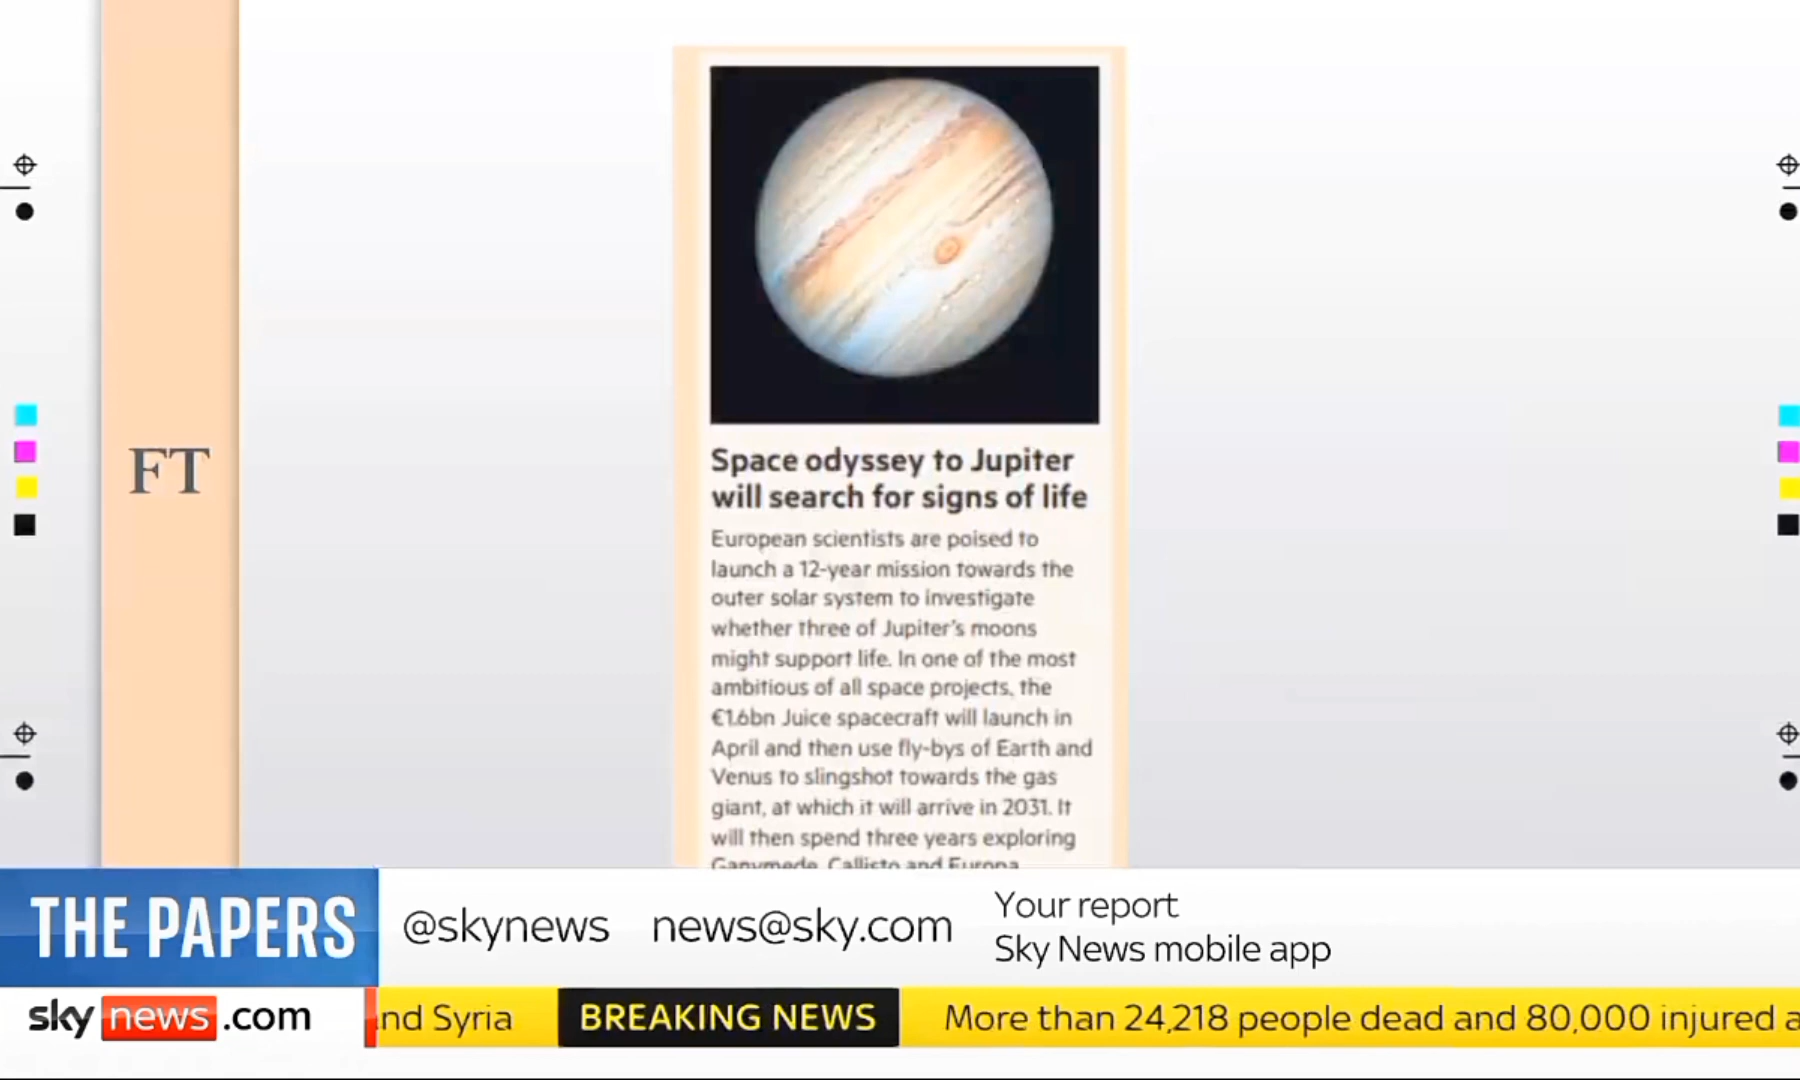 FT
Space odyssey to Jupiter
will search for signs of life
European scientists are poised to
launch a 12-year mission towards the
outer solar system to investigate
whether three of Jupiter's moons
might support life. In one of the most
ambitious of all space projects, the
€1.6bn Juice spacecraft will launch in
April and then use fly-bys of Earth and
Venus to slingshot towards the gas
giant, at which it will arrive in 2031. It
will then spend three years exploring
Ganymede, Callisto and Europa
THE PAPERS
@skynews news@sky.com
Your report
Sky News mobile app
sky news.com
nd Syria BREAKING NEWS More than 24,218 people dead and 80,000 injured a